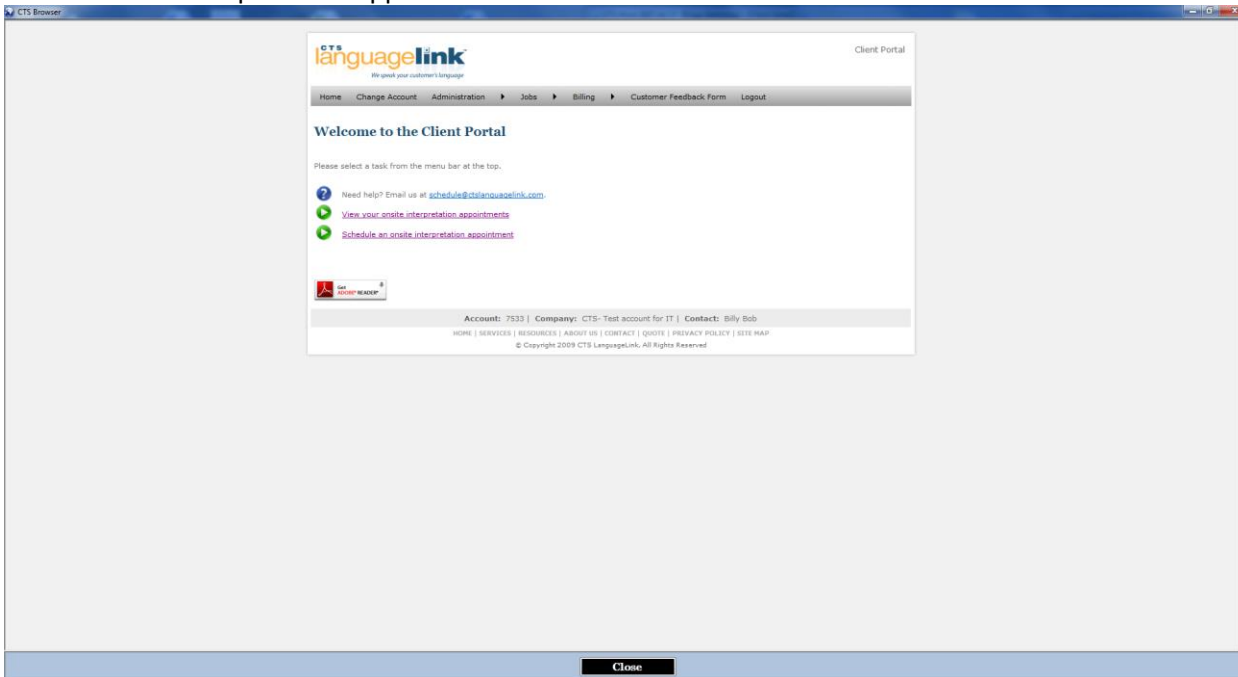 CTS Browser
CTS
languagelink
We speak your customer's language
Client Portal
Home Change Account Administration Jobs Billing Customer Feedback Form Logout
Welcome to the Client Portal
Please select a task from the menu bar at the top.
Need help? Email us at schedule@ctslanguagelink.com.
View your onsite interpretation appointments
Schedule an onsite interpretation appointment
Get
ADOBE® READER®
Account: 7533 | Company: CTS- Test account for IT | Contact: Billy Bob
HOME | SERVICES | RESOURCES | ABOUT US | CONTACT | QUOTE | PRIVACY POLICY | SITE MAP
© Copyright 2009 CTS LanguageLink, All Rights Reserved
Close